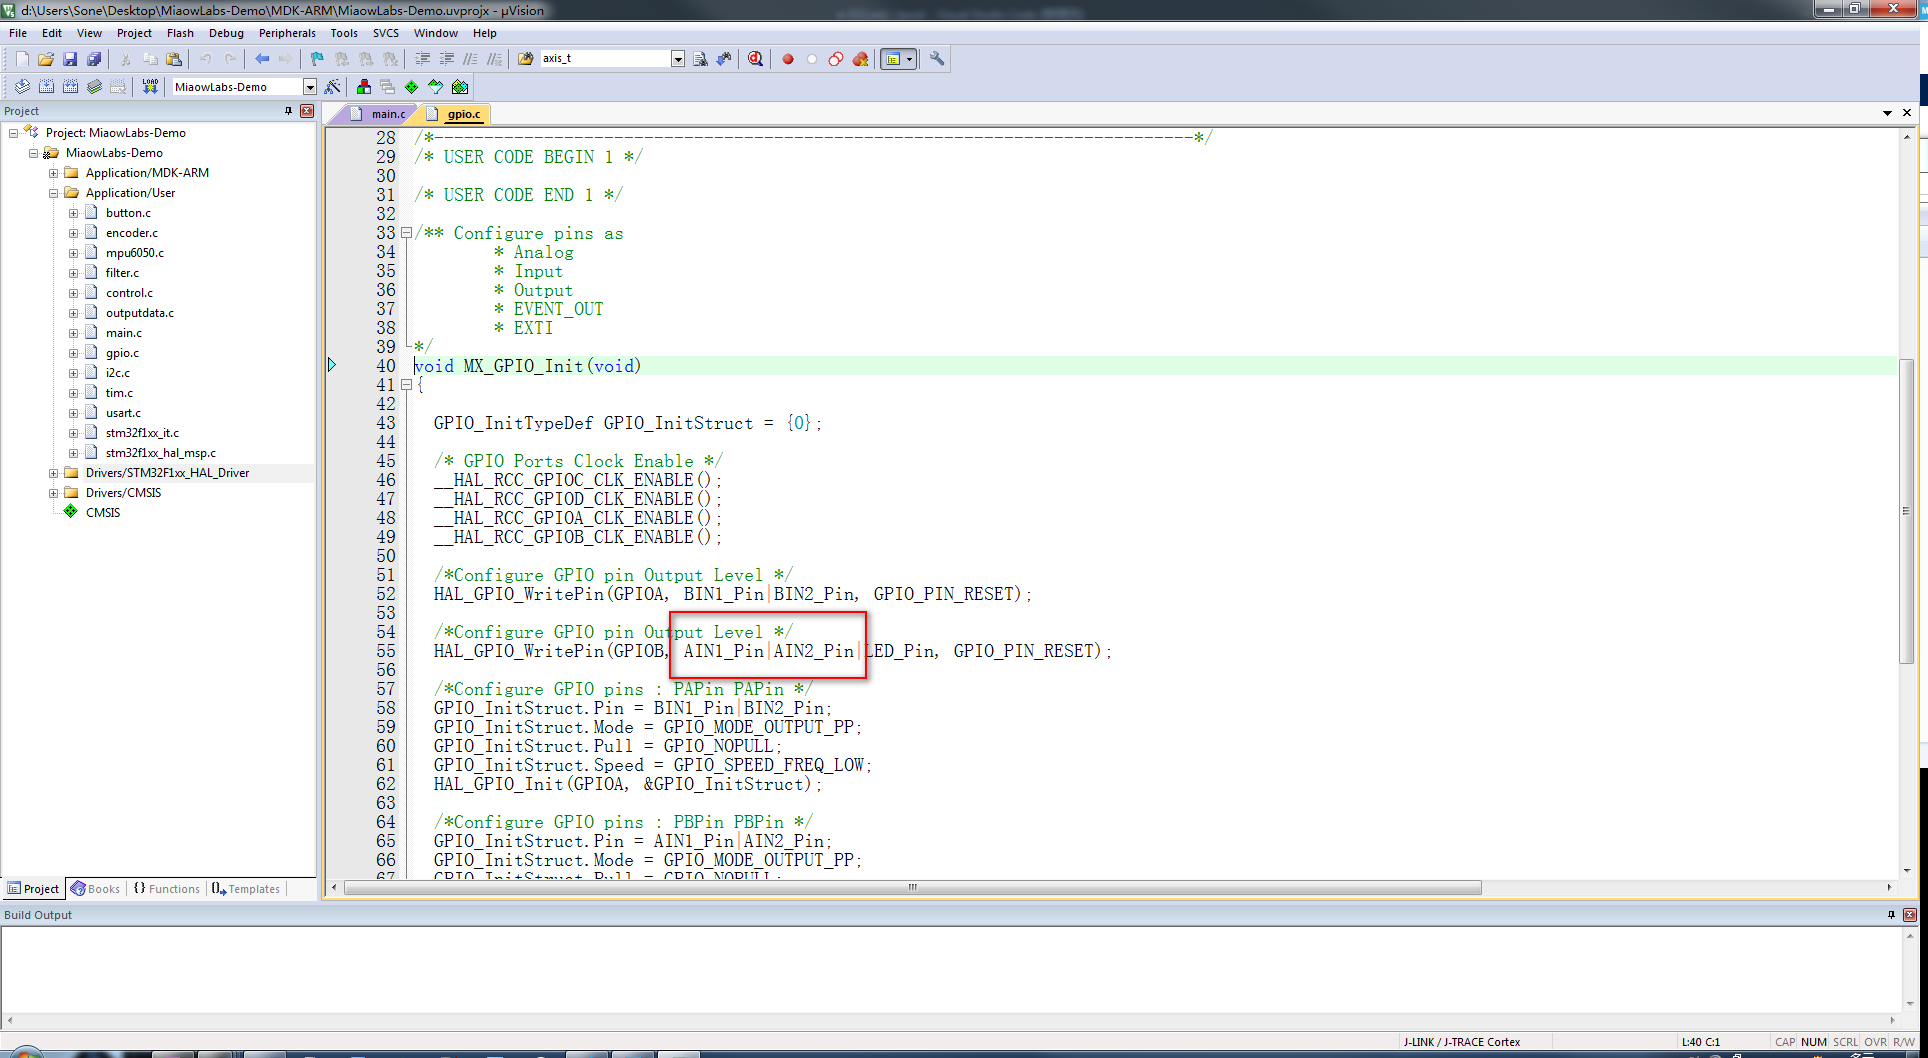 d:\Users\Sone\Desktop\MiaowLabs-Demo\MDK-ARM\MiaowLabs-Demo.uvprojx - µVision
File Edit View Project Flash Debug Peripherals Tools SVCS Window Help
axis_t
LOAD
MiaowLabs-Demo
Project
Project: MiaowLabs-Demo
MiaowLabs-Demo
Application/MDK-ARM
Application/User
button.c
encoder.c
mpu6050.c
filter.c
control.c
outputdata.c
main.c
gpio.c
i2c.c
tim.c
usart.c
stm32f1xx_it.c
stm32f1xx_hal_msp.c
Drivers/STM32F1xx_HAL_Driver
Drivers/CMSIS
CMSIS
Project Books {} Functions Templates
main.c gpio.c
28 /*----------------------------------------------------------------------------*/
29 /* USER CODE BEGIN 1 */
30
31 /* USER CODE END 1 */
32
33 /** Configure pins as
34 * Analog
35 * Input
36 * Output
37 * EVENT_OUT
38 * EXTI
39 */
40 void MX_GPIO_Init(void)
41 {
42
43 GPIO_InitTypeDef GPIO_InitStruct = {0};
44
45 /* GPIO Ports Clock Enable */
46 __HAL_RCC_GPIOC_CLK_ENABLE();
47 __HAL_RCC_GPIOD_CLK_ENABLE();
48 __HAL_RCC_GPIOA_CLK_ENABLE();
49 __HAL_RCC_GPIOB_CLK_ENABLE();
50
51 /*Configure GPIO pin Output Level */
52 HAL_GPIO_WritePin(GPIOA, BIN1_Pin|BIN2_Pin, GPIO_PIN_RESET);
53
54 /*Configure GPIO pin Output Level */
55 HAL_GPIO_WritePin(GPIOB, AIN1_Pin|AIN2_Pin|LED_Pin, GPIO_PIN_RESET);
56
57 /*Configure GPIO pins : PAPin PAPin */
58 GPIO_InitStruct.Pin = BIN1_Pin|BIN2_Pin;
59 GPIO_InitStruct.Mode = GPIO_MODE_OUTPUT_PP;
60 GPIO_InitStruct.Pull = GPIO_NOPULL;
61 GPIO_InitStruct.Speed = GPIO_SPEED_FREQ_LOW;
62 HAL_GPIO_Init(GPIOA, &GPIO_InitStruct);
63
64 /*Configure GPIO pins : PBPin PBPin */
65 GPIO_InitStruct.Pin = AIN1_Pin|AIN2_Pin;
66 GPIO_InitStruct.Mode = GPIO_MODE_OUTPUT_PP;
67 GPIO_InitStruct.Pull = GPIO_NOPULL;
Build Output
J-LINK / J-TRACE Cortex L:40 C:1 CAP NUM SCRL OVR R/W